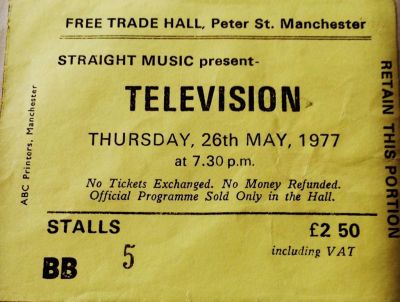 FREE TRADE HALL, Peter St. Manchester
STRAIGHT MUSIC present-
TELEVISION
THURSDAY, 26th MAY, 1977
at 7.30 p.m.
No Tickets Exchanged. No Money Refunded.
Official Programme Sold Only in the Hall.
STALLS
£2 50
including VAT
BB
5
ABC Printers, Manchester
RETAIN THIS PORTION